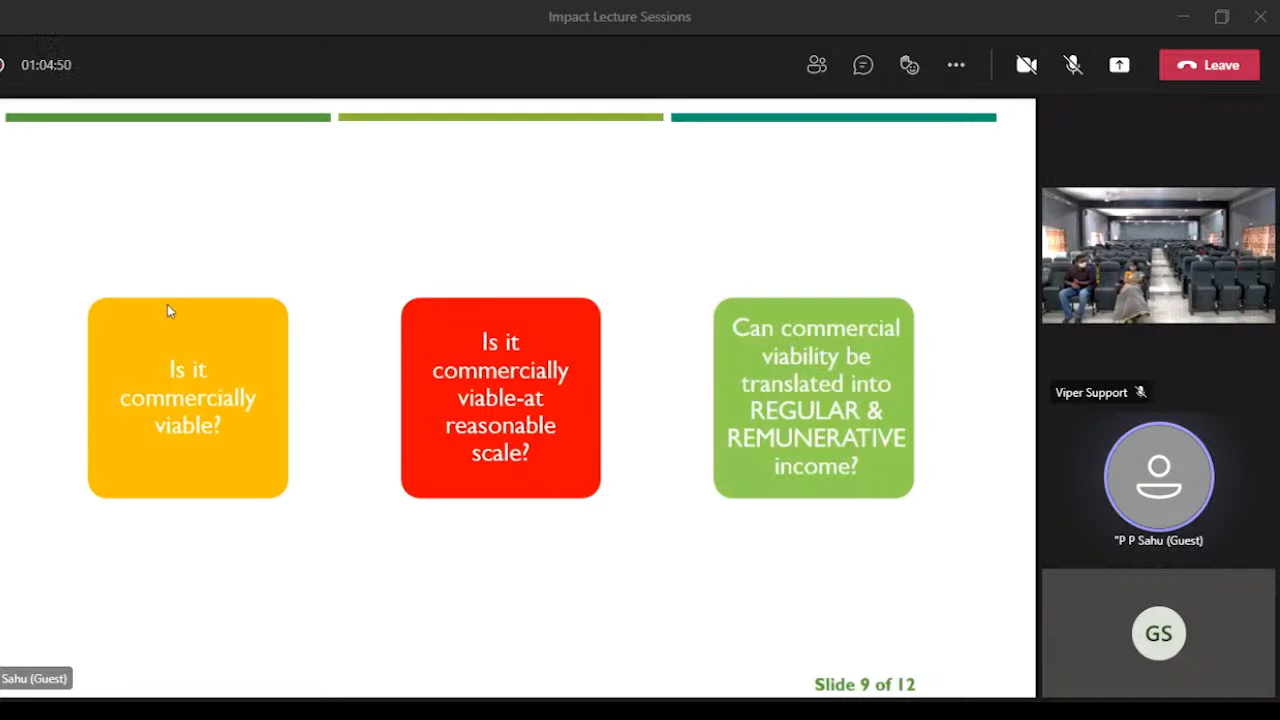 Impact Lecture Sessions
01:04:50
Leave
Is it
commercially
viable?
Is it
commercially
viable-at
reasonable
scale?
Can commercial
viability be
translated into
REGULAR &
REMUNERATIVE
income?
Viper Support
"P P Sahu (Guest)
GS
Sahu (Guest)
Slide 9 of 12